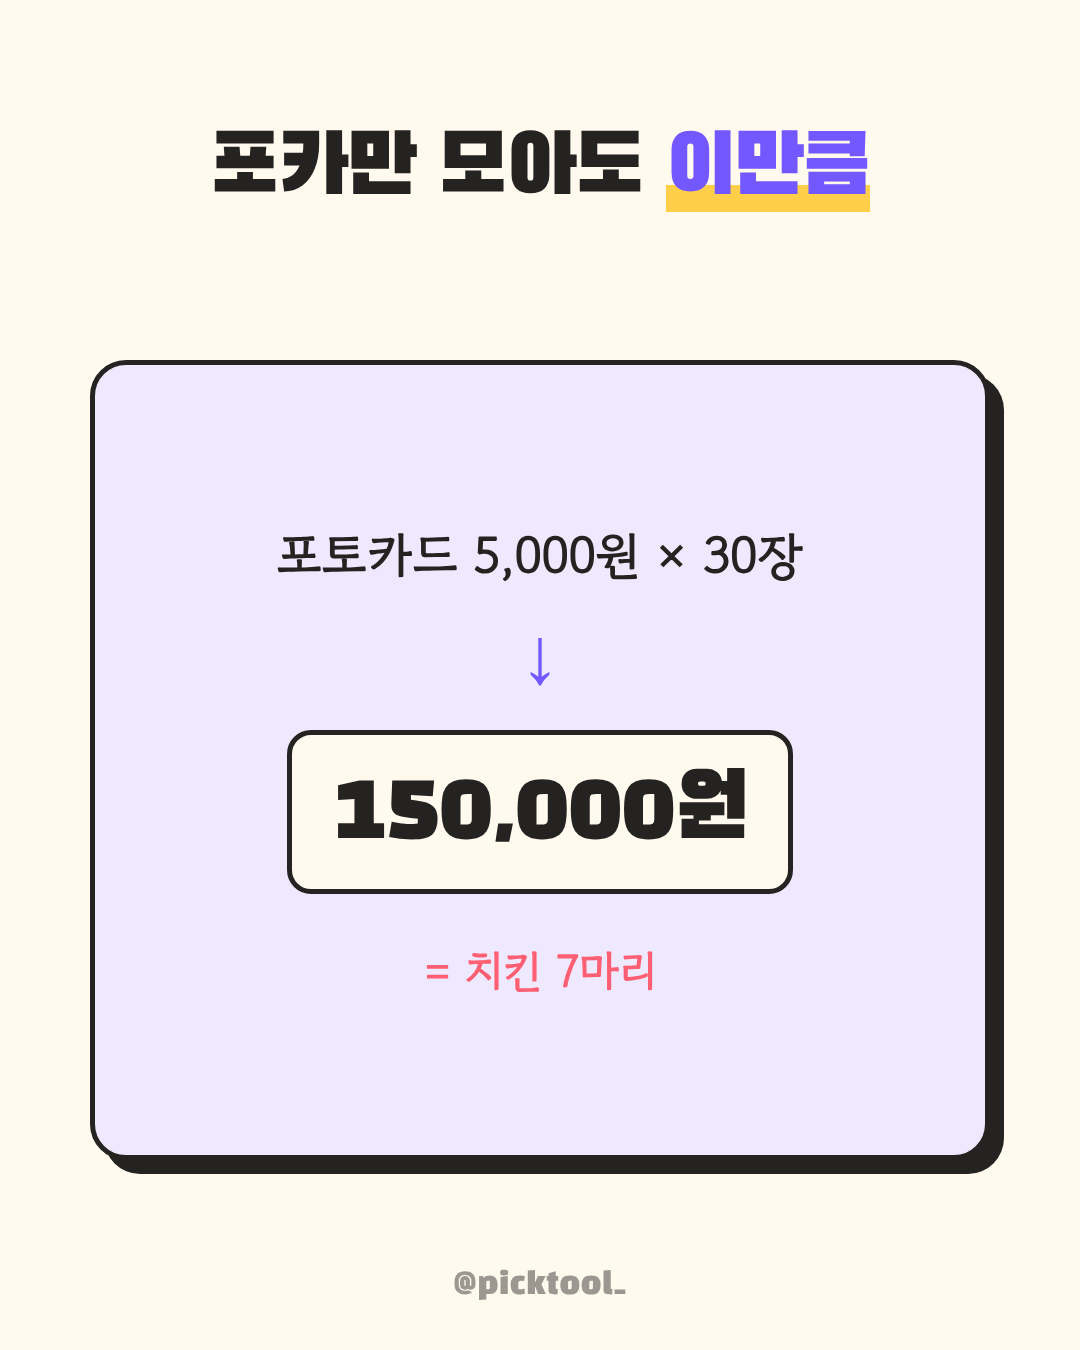 포카만 모아도 이만큼
포토카드 5,000원 × 30장
↓
150,000원
= 치킨 7마리
@picktool_